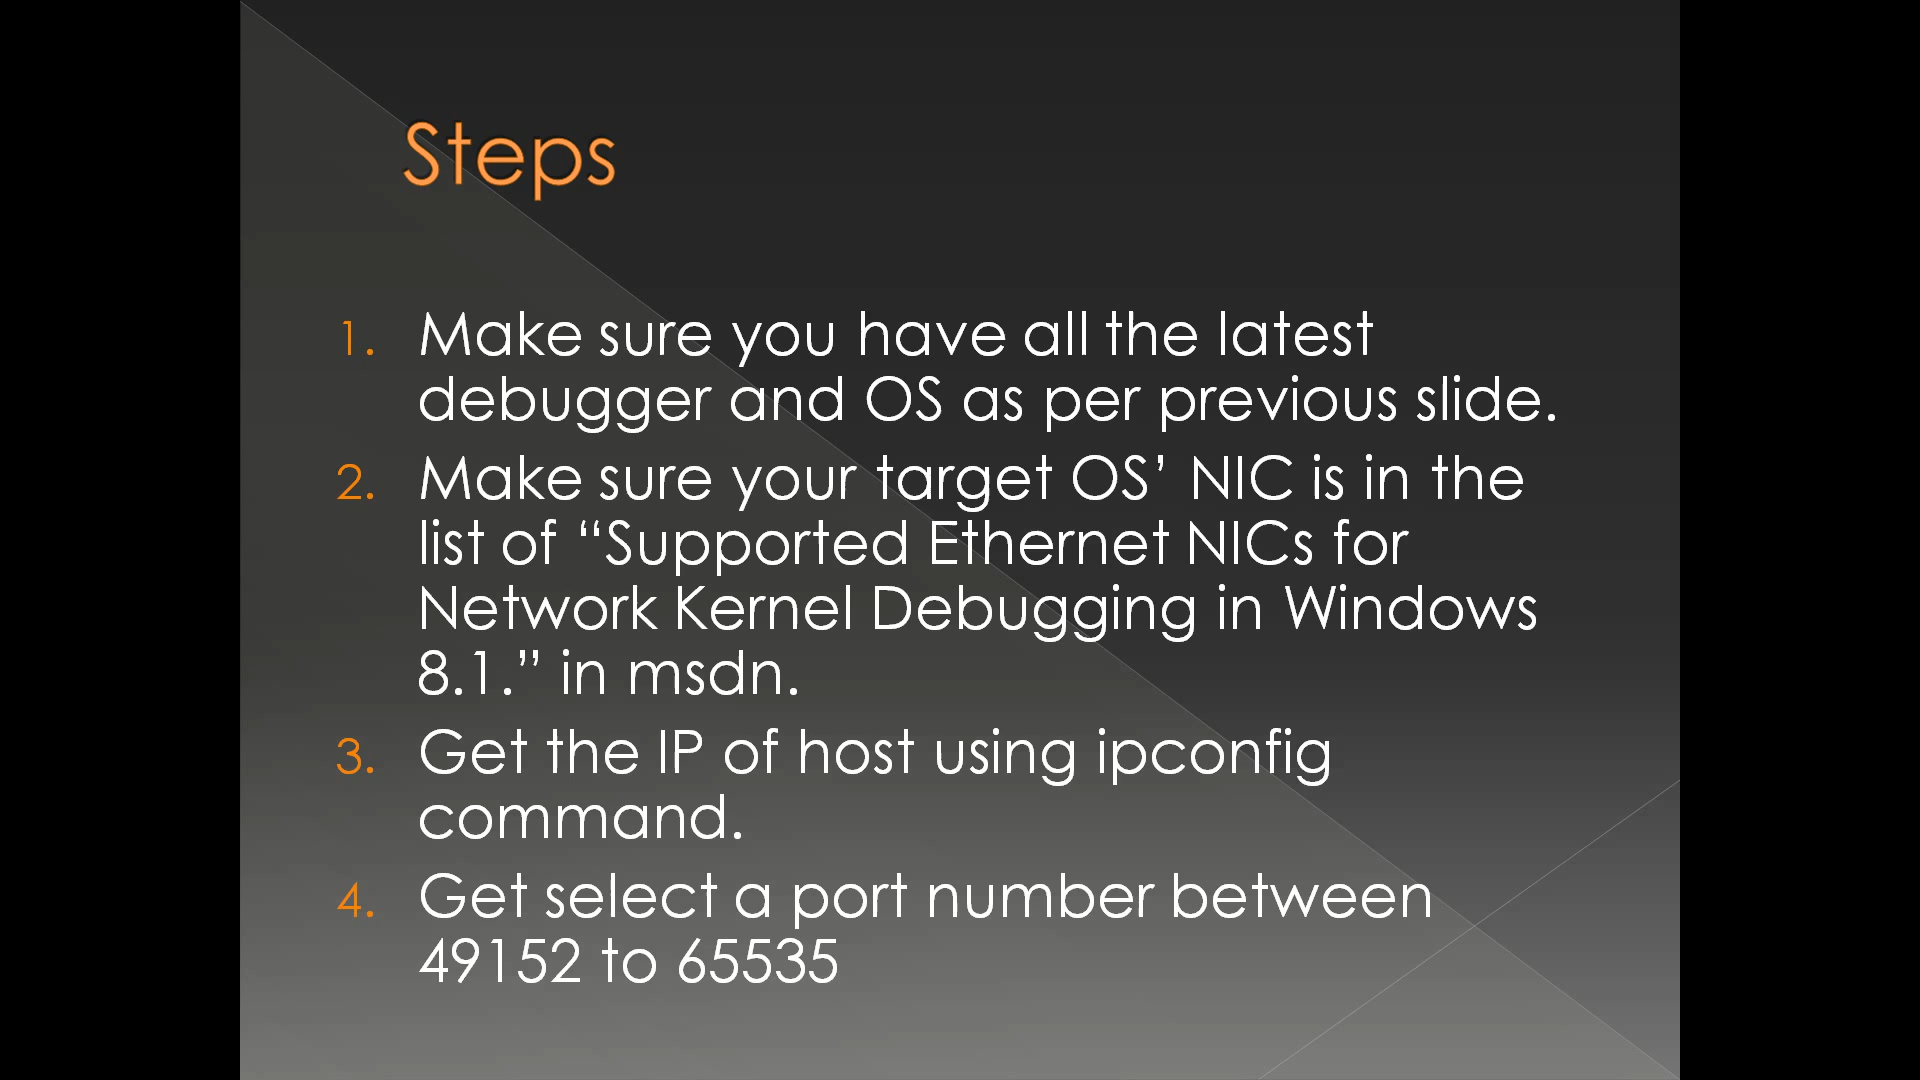 Steps
1. Make sure you have all the latest
debugger and OS as per previous slide.
2. Make sure your target OS’ NIC is in the
list of “Supported Ethernet NICs for
Network Kernel Debugging in Windows
8.1.” in msdn.
3. Get the IP of host using ipconfig
command.
4. Get select a port number between
49152 to 65535